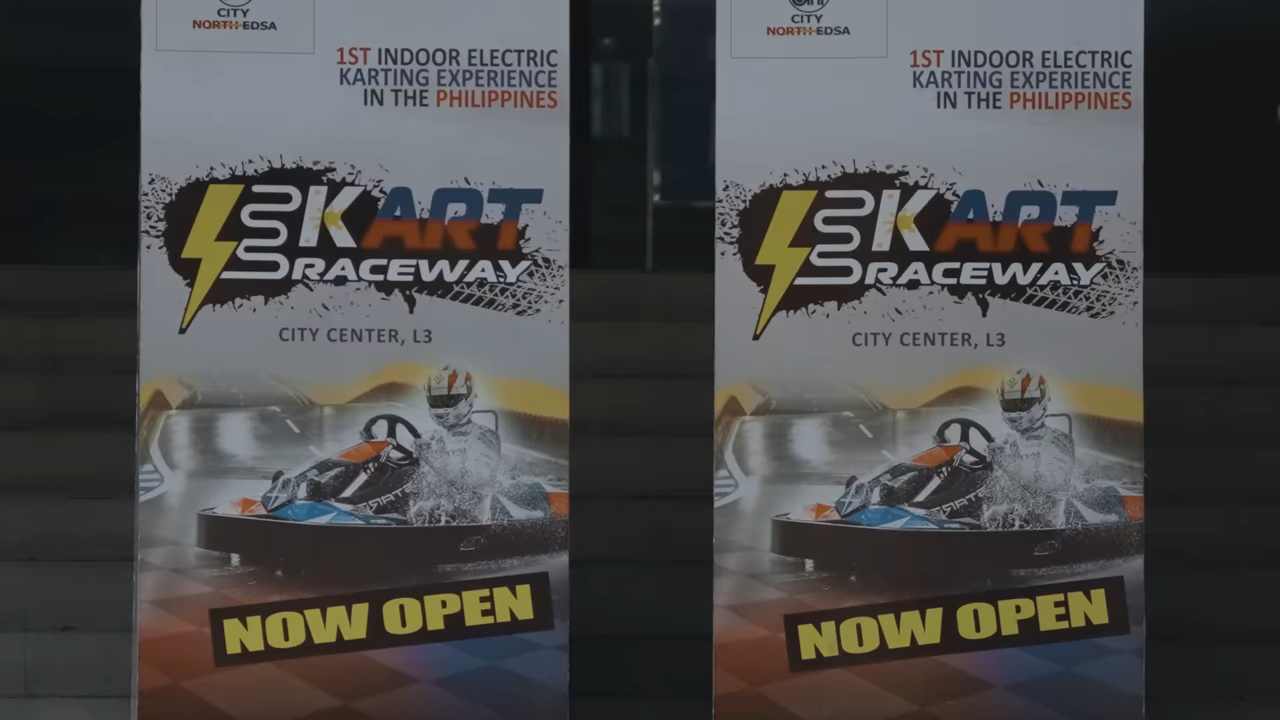 CITY
NORTH EDSA
1ST INDOOR ELECTRIC
KARTING EXPERIENCE
IN THE PHILIPPINES
KART
RACEWAY
CITY CENTER, L3
NOW OPEN
CITY
NORTH EDSA
1ST INDOOR ELECTRIC
KARTING EXPERIENCE
IN THE PHILIPPINES
KART
RACEWAY
CITY CENTER, L3
NOW OPEN